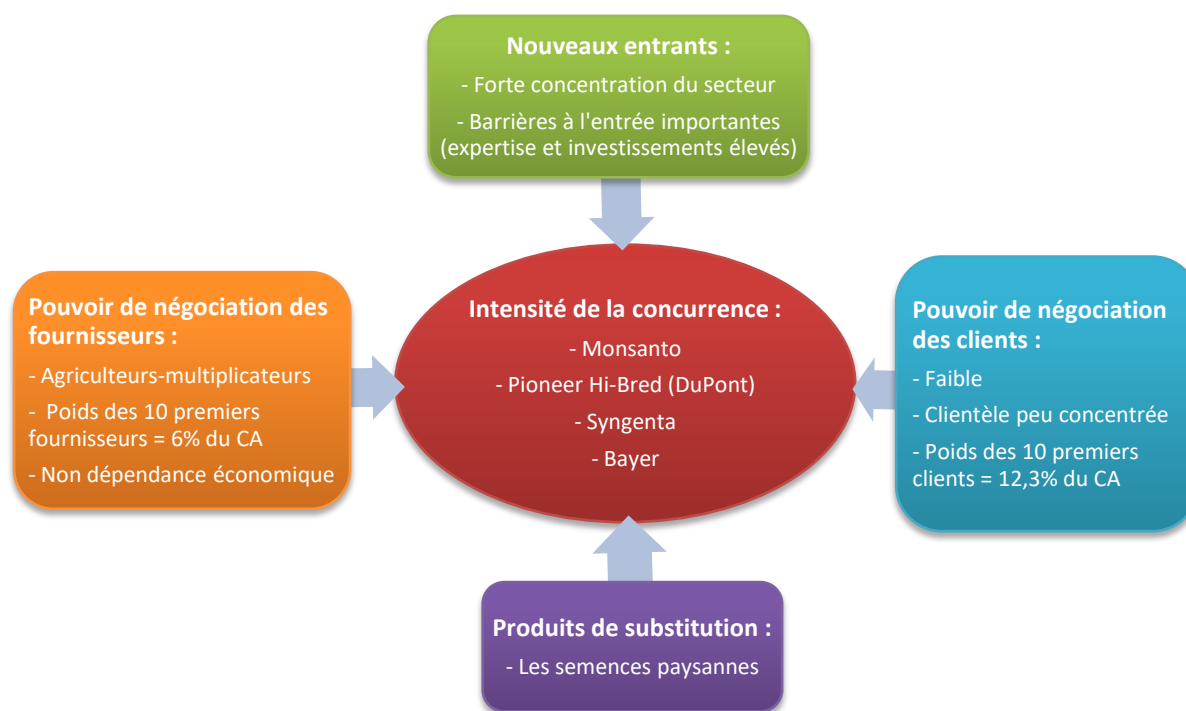 Nouveaux entrants :
- Forte concentration du secteur
- Barrières à l'entrée importantes
(expertise et investissements élevés)
Pouvoir de négociation des
fournisseurs :
- Agriculteurs-multiplicateurs
- Poids des 10 premiers
fournisseurs = 6% du CA
- Non dépendance économique
Intensité de la concurrence :
- Monsanto
- Pioneer Hi-Bred (DuPont)
- Syngenta
- Bayer
Pouvoir de négociation
des clients :
- Faible
- Clientèle peu concentrée
- Poids des 10 premiers
clients = 12,3% du CA
Produits de substitution :
- Les semences paysannes